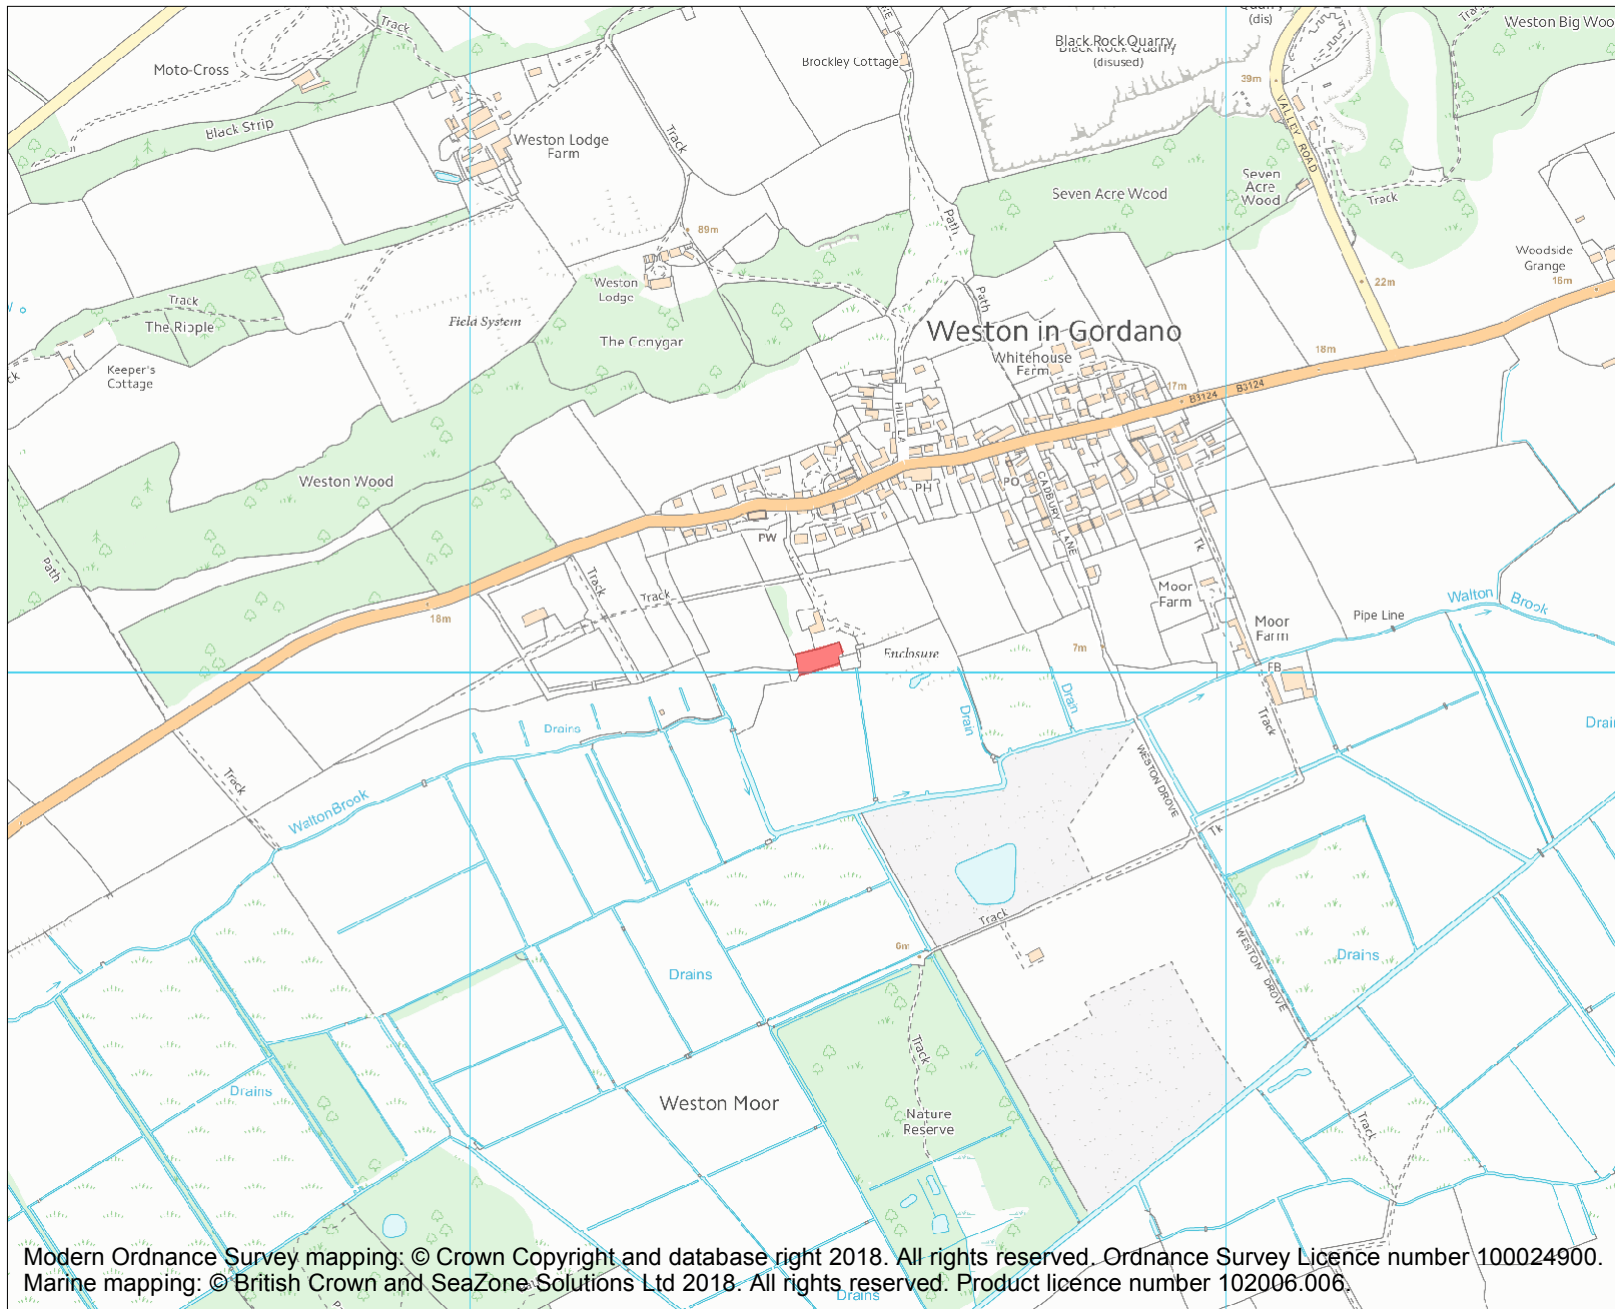 Track
Quarry
(dis)
Weston Big Woo
Black Rock Quarry
Black Rock Quarry
(disused)
Brockley Cottage
Moto-Cross
39m
VALLEY ROAD
Black Strip
Weston Lodge
Farm
Track
Seven Acre Wood
Seven
Acre
Wood
Track
Path
89m
Woodside
Grange
Weston
Lodge
22m
16m
Path
Track
The Ripple
Field System
The Conygar
Weston in Gordano
Whitehouse
Farm
18m
Keeper's
Cottage
17m
B3124
B3124
HILL LA
Weston Wood
PH
PO
CADBURY LANE
PW
Tk
Path
Track
Track
Moor
Farm
Walton Brook
18m
Pipe Line
Moor
Farm
7m
Enclosure
FB
Drain
Drain
Drains
Track
Drai
Track
WESTON DROVE
Walton Brook
Tk
Track
6m
WESTON DROVE
Drains
Drains
Track
Drains
Weston Moor
Nature
Reserve
Track
Modern Ordnance Survey mapping: © Crown Copyright and database right 2018. All rights reserved. Ordnance Survey Licence number 100024900.
Marine mapping: © British Crown and SeaZone Solutions Ltd 2018. All rights reserved. Product licence number 102006.006.
Drains